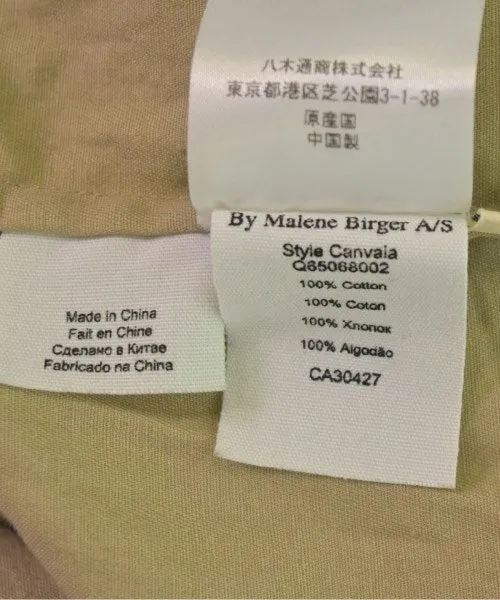 八木通商株式会社
東京都港区芝公園3-1-38
原産国
中国製
By Malene Birger A/S
Style Canvaia
Q65068002
100% Cotton
100% Coton
100% Хлопок
100% Algodão
CA30427
Made in China
Fait en Chine
Сделано в Китае
Fabricado na China